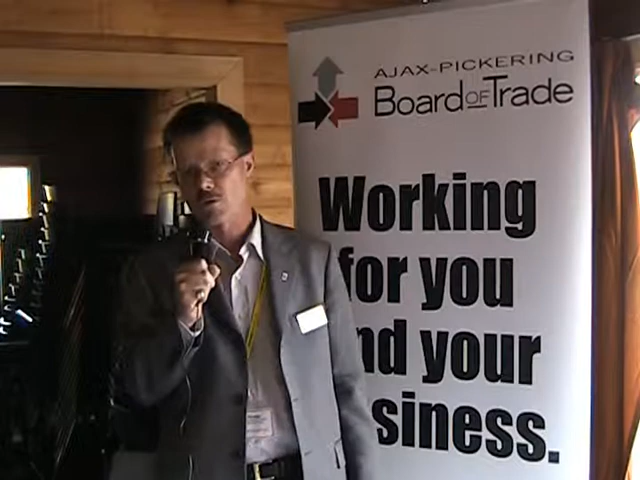 AJAX-PICKERING
Board OF Trade
Working
for you
nd your
siness.